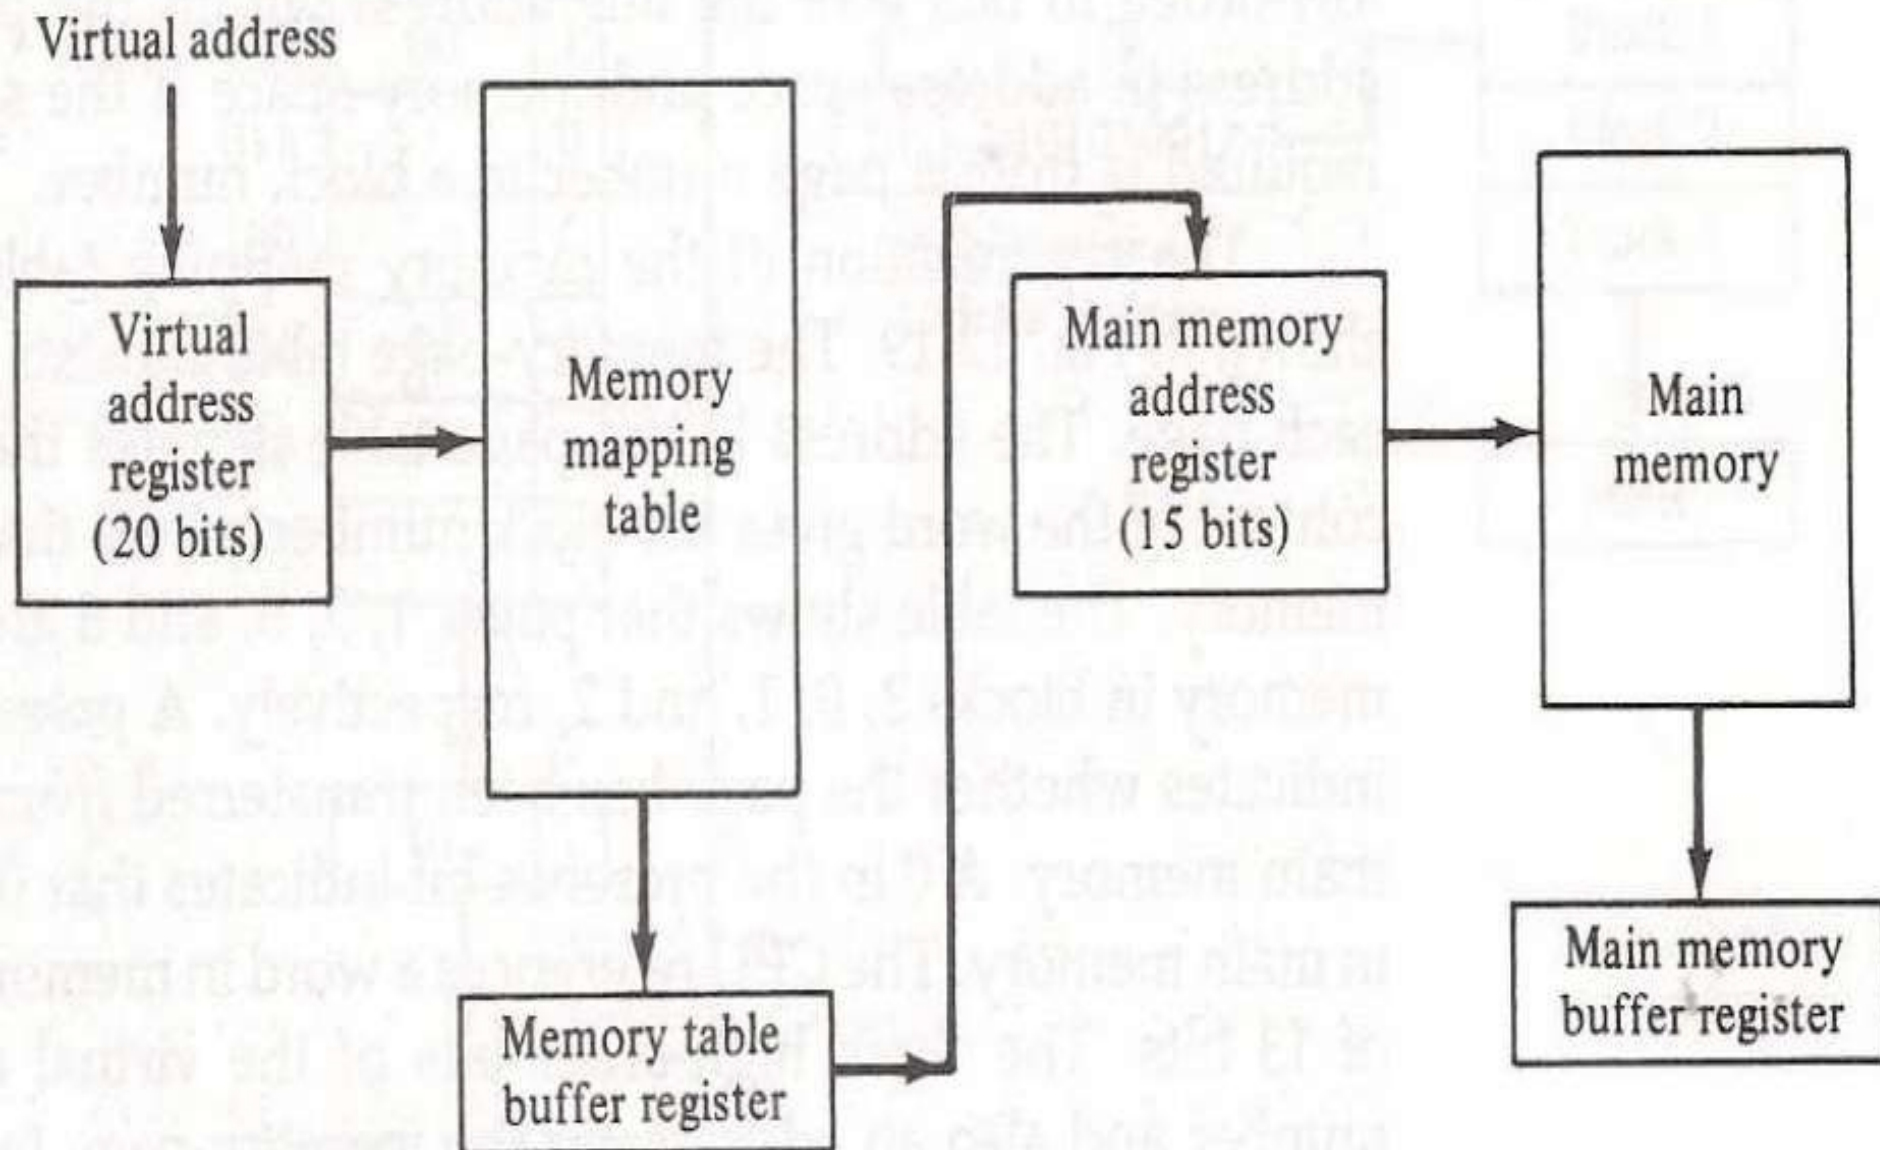 Virtual address
Virtual
address
register
(20 bits)
Memory
mapping
table
Memory table
buffer register
Main memory
address
register
(15 bits)
Main
memory
Main memory
buffer register